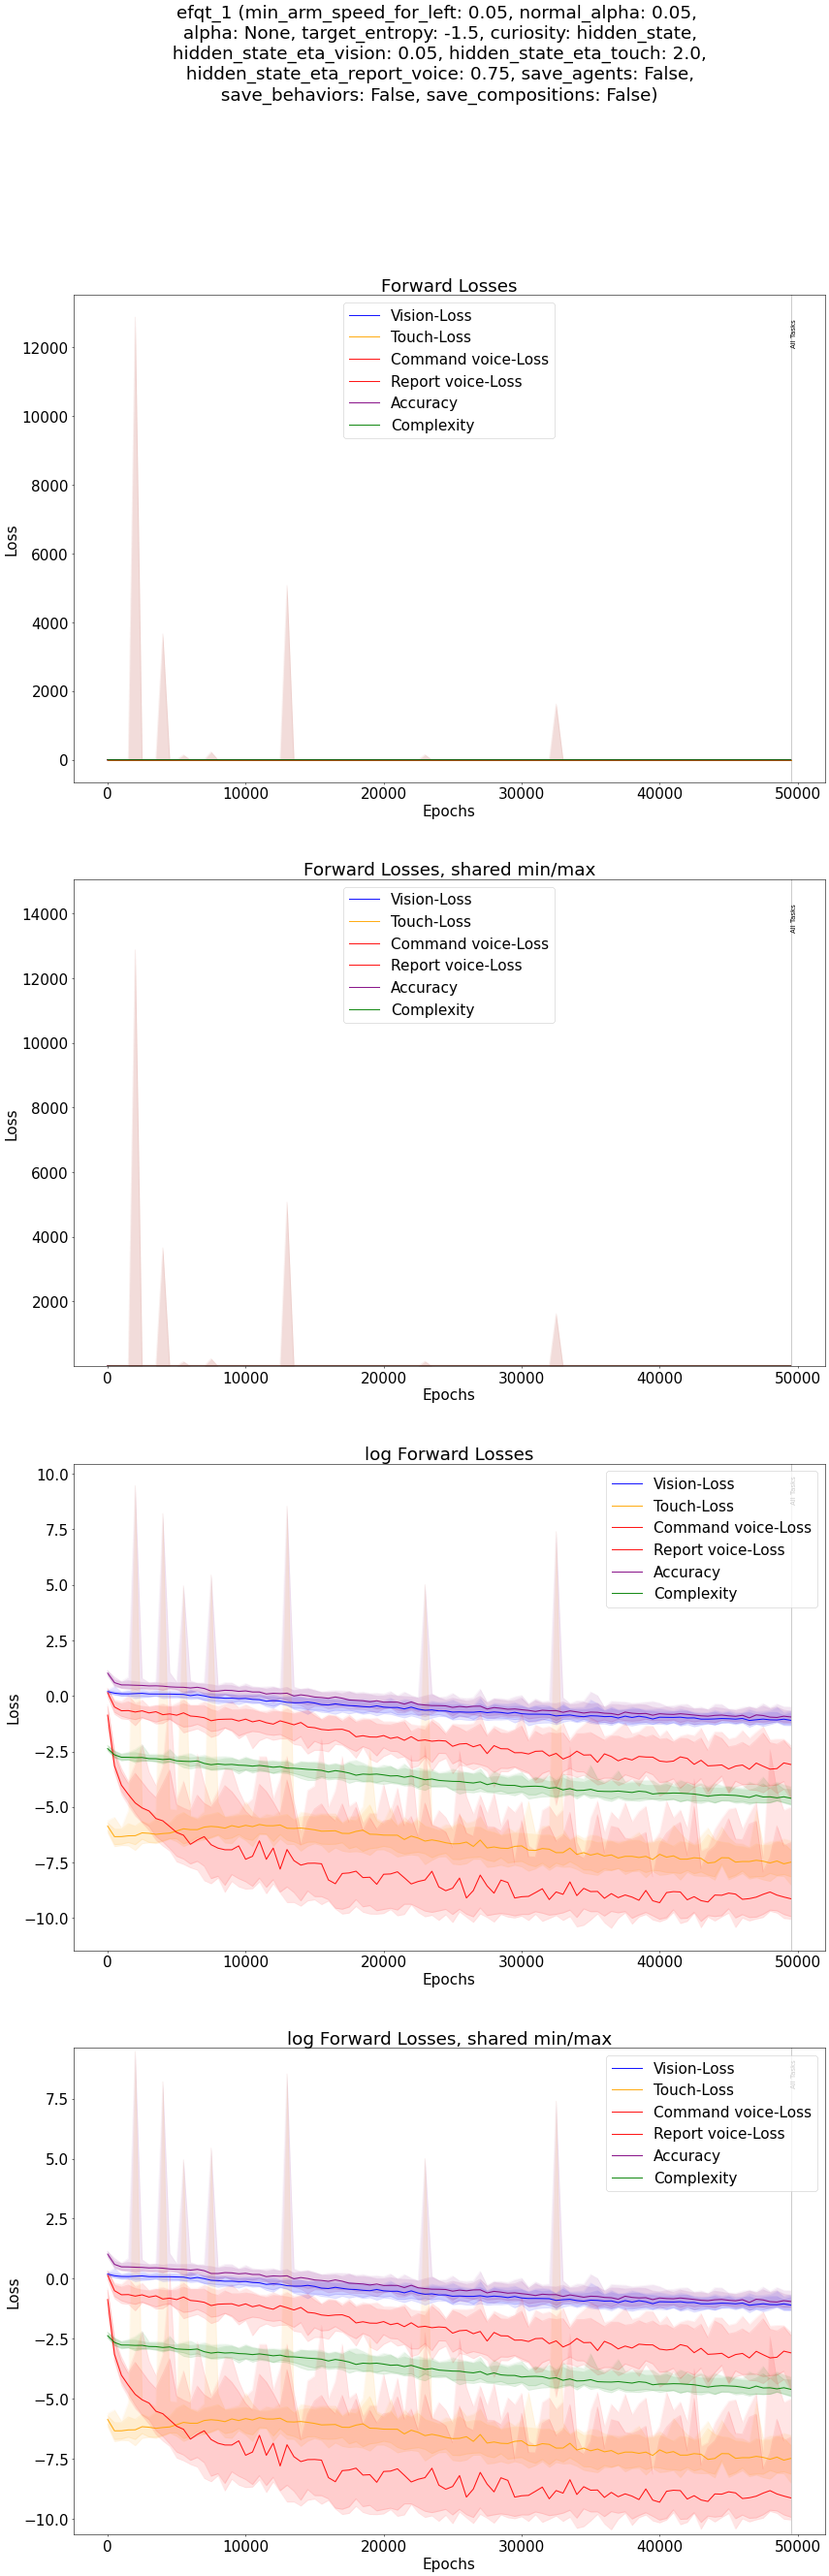 efqt_1 (min_arm_speed_for_left: 0.05, normal_alpha: 0.05,
alpha: None, target_entropy: -1.5, curiosity: hidden_state,
hidden_state_eta_vision: 0.05, hidden_state_eta_touch: 2.0,
hidden_state_eta_report_voice: 0.75, save_agents: False,
save_behaviors: False, save_compositions: False)
Forward Losses
Vision-Loss
Touch-Loss
Command voice-Loss
Report voice-Loss
Accuracy
Complexity
All Tasks
12000
10000
8000
6000
4000
2000
0
Loss
0 10000 20000 30000 40000 50000
Epochs
Forward Losses, shared min/max
Vision-Loss
Touch-Loss
Command voice-Loss
Report voice-Loss
Accuracy
Complexity
All Tasks
14000
12000
10000
8000
6000
4000
2000
Loss
0 10000 20000 30000 40000 50000
Epochs
log Forward Losses
Vision-Loss
Touch-Loss
Command voice-Loss
Report voice-Loss
Accuracy
Complexity
All Tasks
10.0
7.5
5.0
2.5
0.0
−2.5
−5.0
−7.5
−10.0
Loss
0 10000 20000 30000 40000 50000
Epochs
log Forward Losses, shared min/max
Vision-Loss
Touch-Loss
Command voice-Loss
Report voice-Loss
Accuracy
Complexity
All Tasks
7.5
5.0
2.5
0.0
−2.5
−5.0
−7.5
−10.0
Loss
0 10000 20000 30000 40000 50000
Epochs